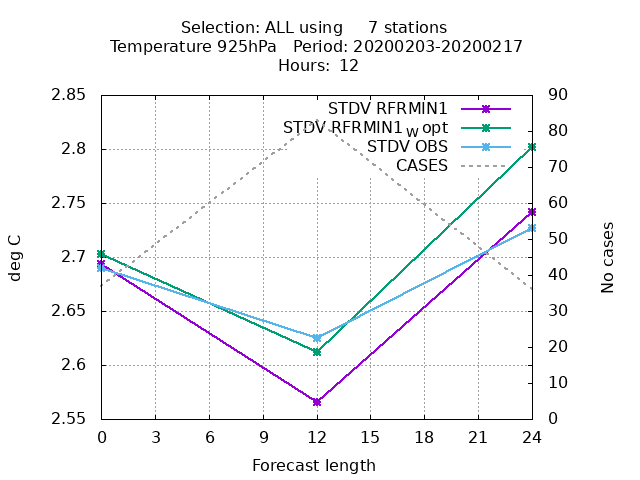 Selection: ALL using     7 stations
Temperature 925hPa   Period: 20200203-20200217
Hours:  12
2.85
2.8
2.75
2.7
2.65
2.6
2.55
deg C
90
80
70
60
50
40
30
20
10
0
No cases
STDV RFRMIN1
STDV RFRMIN1 w opt
STDV OBS
CASES
0 3 6 9 12 15 18 21 24
Forecast length